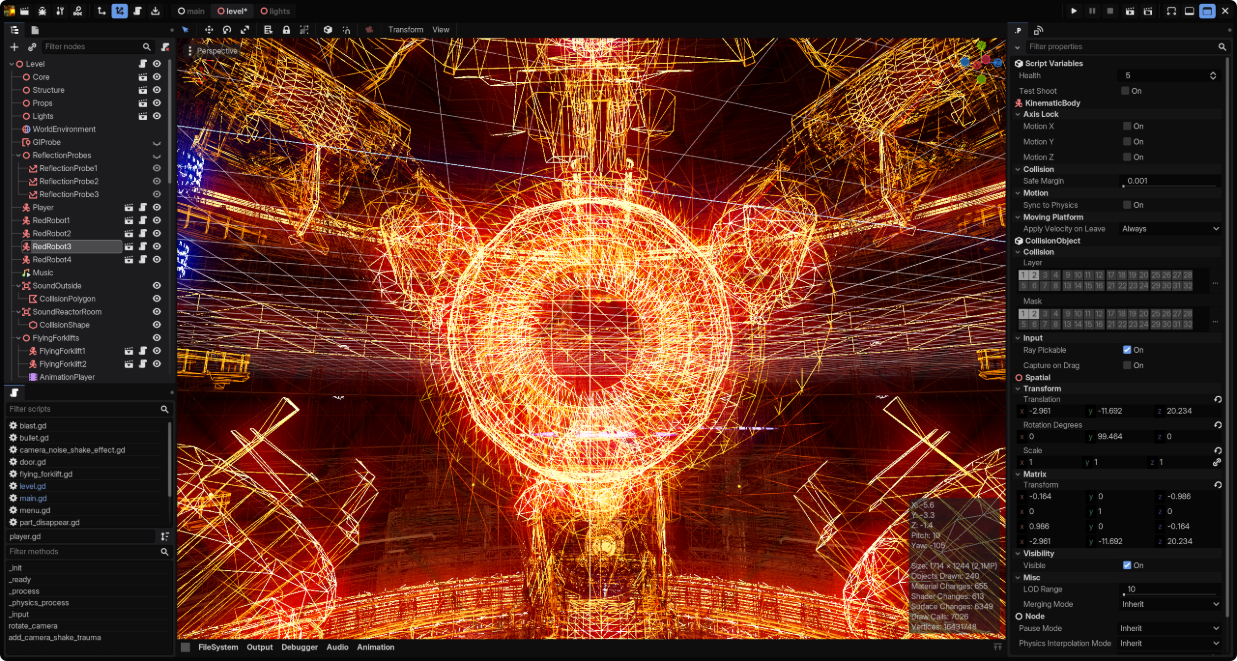 main
level*
lights
Filter nodes
Level
Core
Structure
Props
Lights
WorldEnvironment
GIProbe
ReflectionProbes
ReflectionProbe1
ReflectionProbe2
ReflectionProbe3
Player
RedRobot1
RedRobot2
RedRobot3
RedRobot4
Music
SoundOutside
CollisionPolygon
SoundReactorRoom
CollisionShape
FlyingForklifts
FlyingForklift1
FlyingForklift2
AnimationPlayer
Filter scripts
blast.gd
bullet.gd
camera_noise_shake_effect.gd
door.gd
flying_forklift.gd
level.gd
main.gd
menu.gd
part_disappear.gd
player.gd
Filter methods
_init
_ready
_process
_physics_process
_input
rotate_camera
add_camera_shake_trauma
Transform View
Perspective
X: -5.6
Y: -3.3
Z: -1.4
Pitch: 10
Yaw: -105
Size: 1714 × 1244 (2.1MP)
Objects Drawn: 240
Material Changes: 655
Shader Changes: 613
Surface Changes: 6349
Draw Calls: 7026
Vertices: 16431748
FileSystem Output Debugger Audio Animation
Filter properties
Script Variables
Health 5
Test Shoot On
KinematicBody
Axis Lock
Motion X On
Motion Y On
Motion Z On
Collision
Safe Margin 0.001
Motion
Sync to Physics On
Moving Platform
Apply Velocity on Leave Always
CollisionObject
Collision
Layer
1 2 3 4 9 10 11 12 17 18 19 20 25 26 27 28
5 6 7 8 13 14 15 16 21 22 23 24 29 30 31 32
Mask
1 2 3 4 9 10 11 12 17 18 19 20 25 26 27 28
5 6 7 8 13 14 15 16 21 22 23 24 29 30 31 32
Input
Ray Pickable On
Capture on Drag On
Spatial
Transform
Translation
x -2.961 y -11.692 z 20.234
Rotation Degrees
x 0 y 99.464 z 0
Scale
x 1 y 1 z 1
Matrix
Transform
x -0.164 y 0 z -0.986
x 0 y 1 z 0
x 0.986 y 0 z -0.164
x -2.961 y -11.692 z 20.234
Visibility
Visible On
Misc
LOD Range 10
Merging Mode Inherit
Node
Pause Mode Inherit
Physics Interpolation Mode Inherit